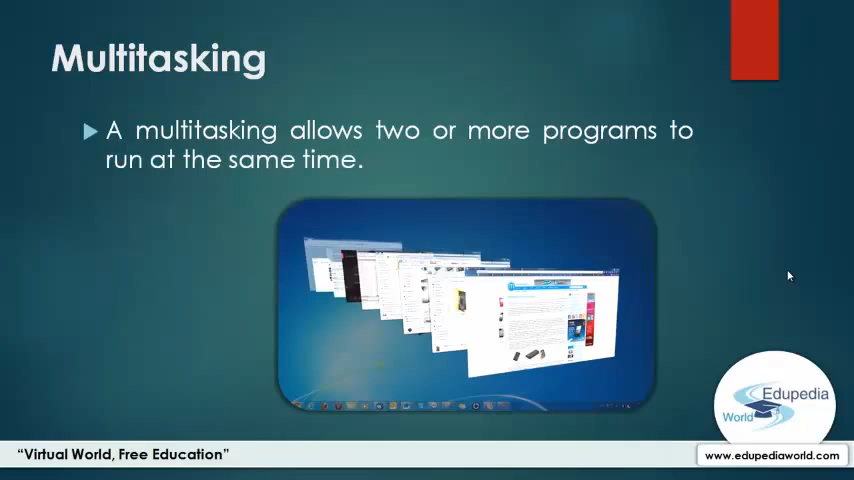 Multitasking
A multitasking allows two or more programs to
run at the same time.
Edupedia
World
“Virtual World, Free Education”
www.edupediaworld.com